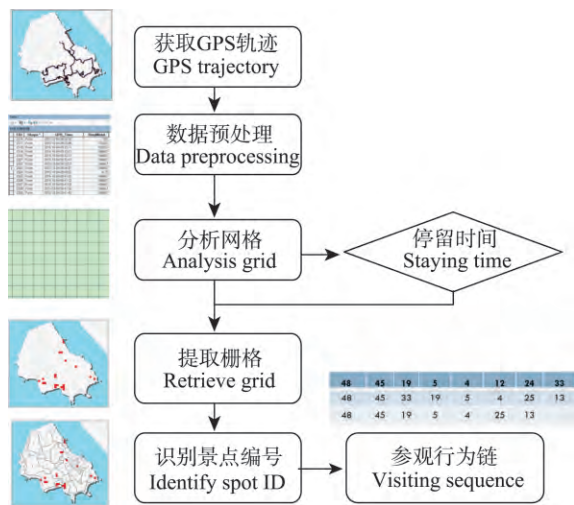 获取GPS轨迹
GPS trajectory
数据预处理
Data preprocessing
分析网格
Analysis grid
停留时间
Staying time
提取栅格
Retrieve grid
48 45 19 5 4 12 24 33
48 45 33 19 5 4 25 13
48 45 19 5 4 25 13
识别景点编号
Identify spot ID
参观行为链
Visiting sequence